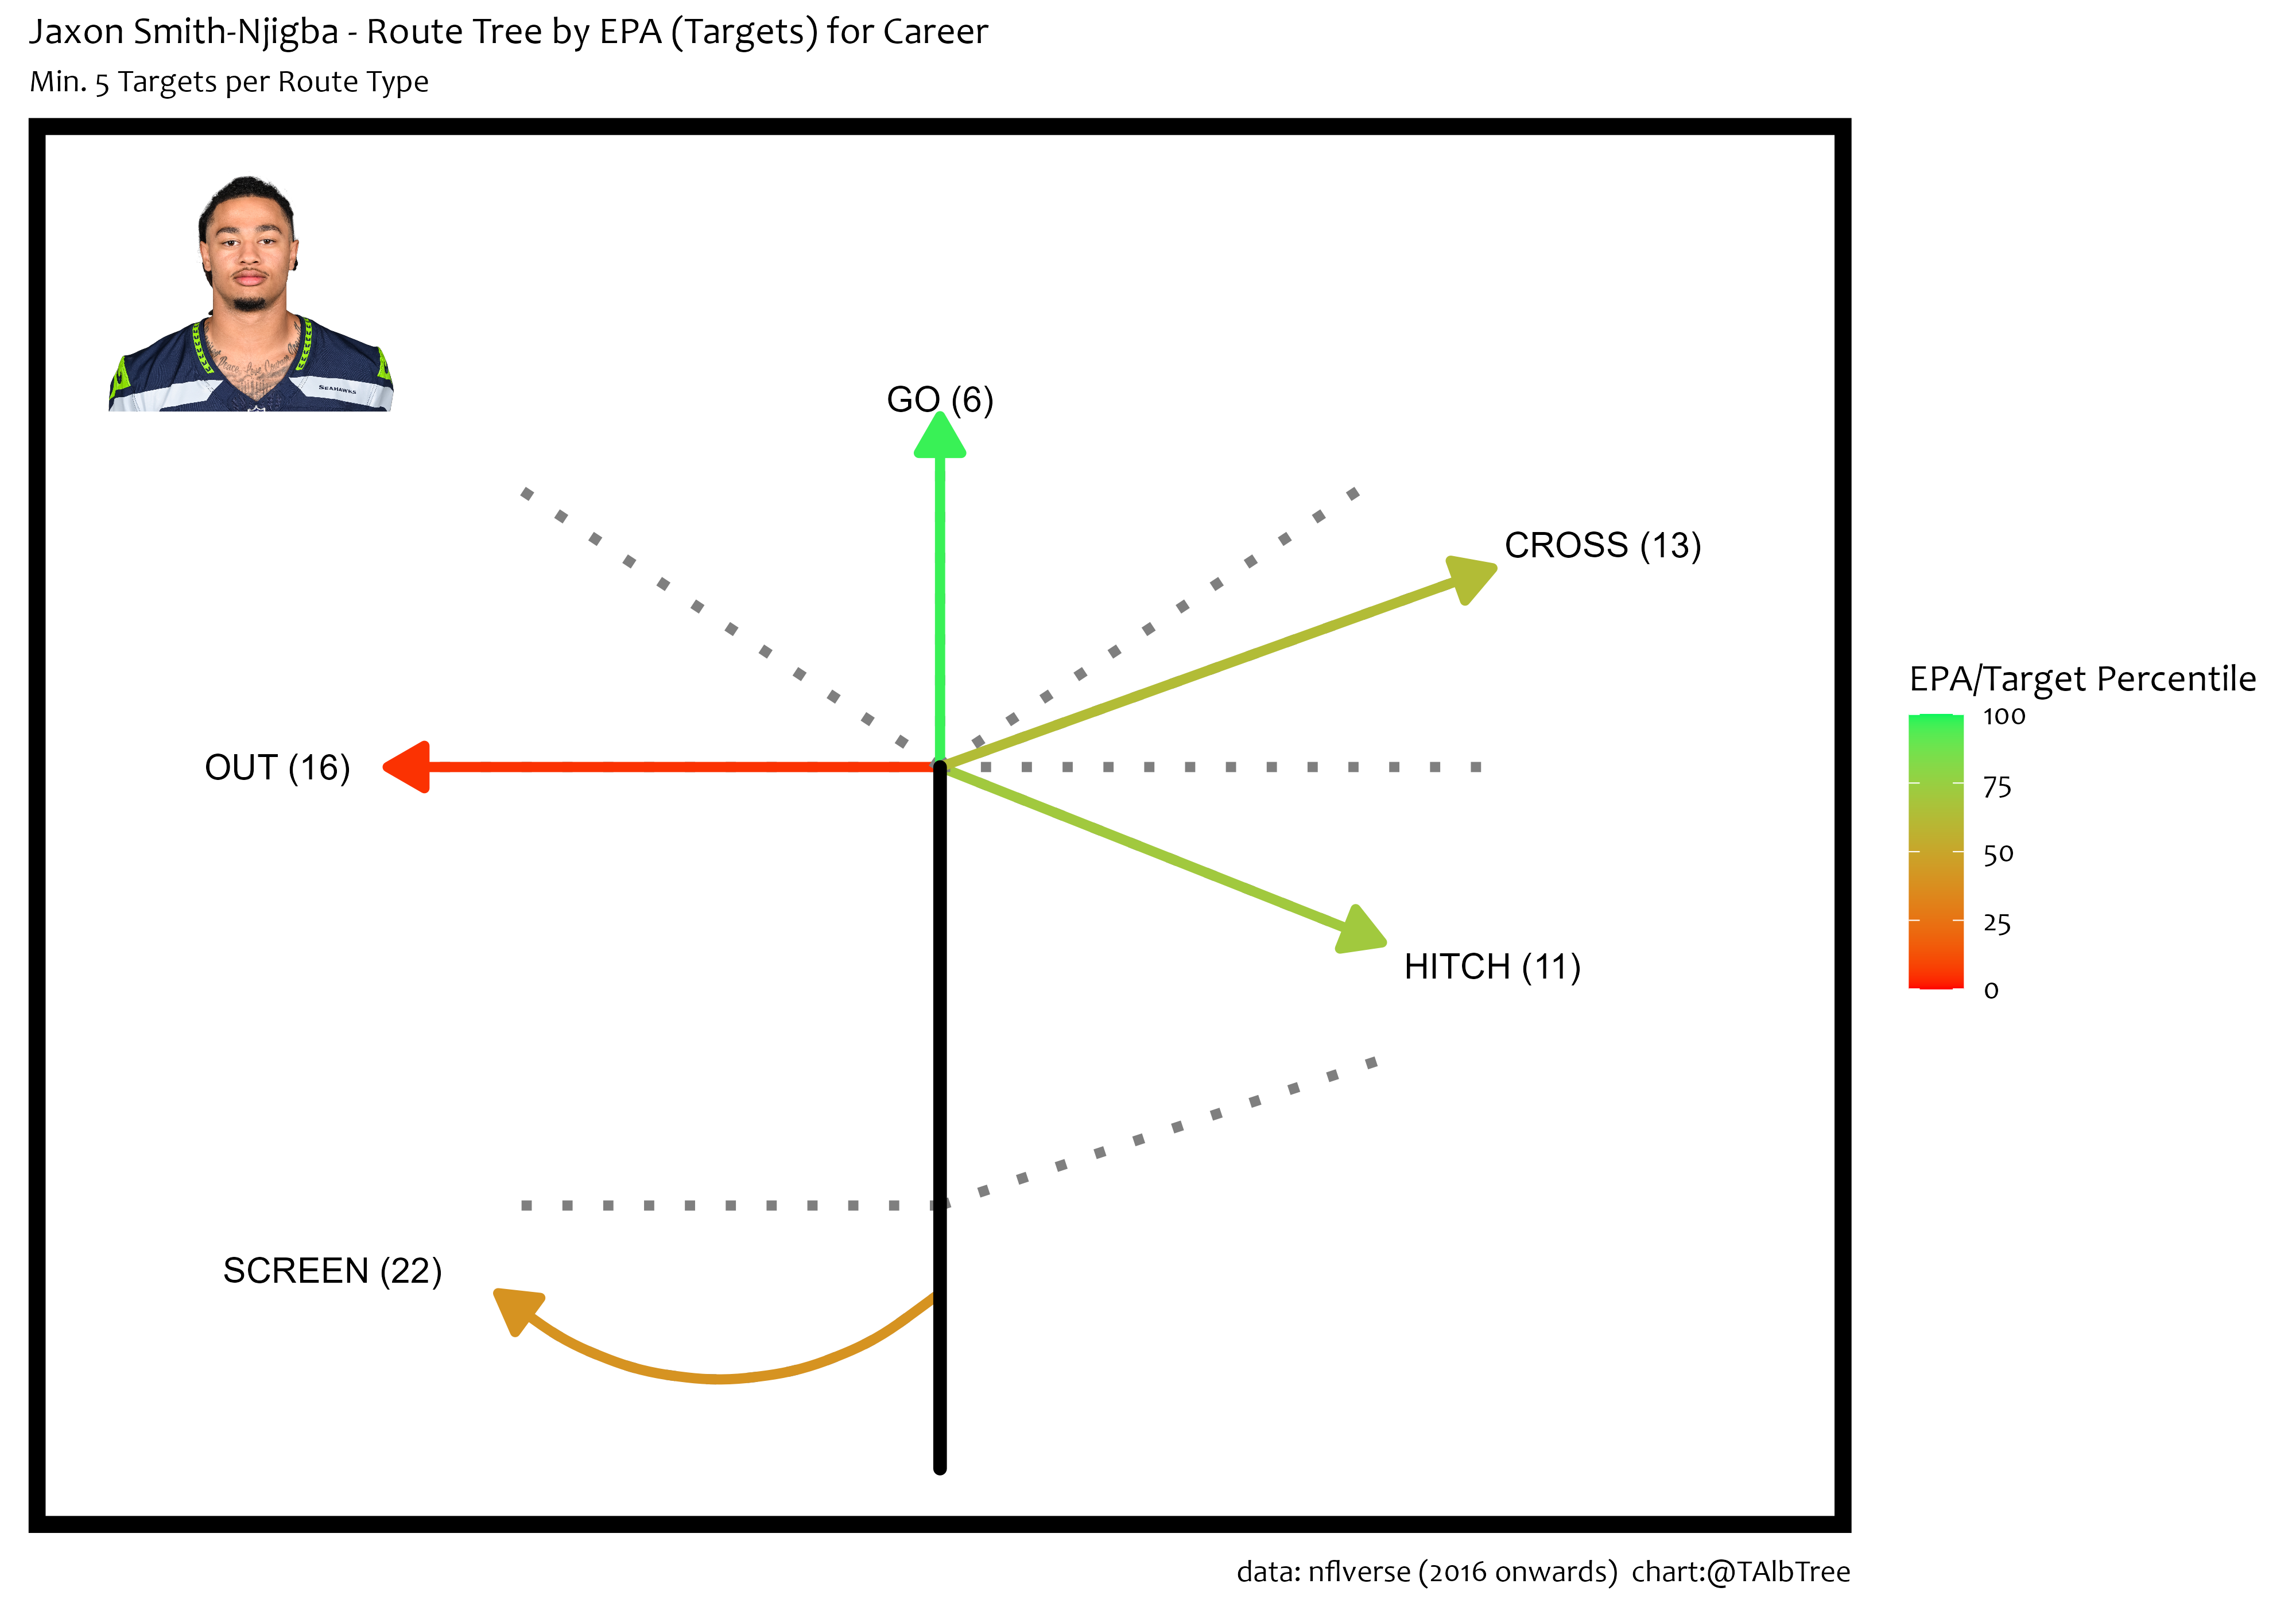 Jaxon Smith-Njigba - Route Tree by EPA (Targets) for Career
Min. 5 Targets per Route Type
SEAHAWKS
GO (6)
CROSS (13)
OUT (16)
HITCH (11)
SCREEN (22)
EPA/Target Percentile
100
75
50
25
0
data: nflverse (2016 onwards) chart:@TAlbTree